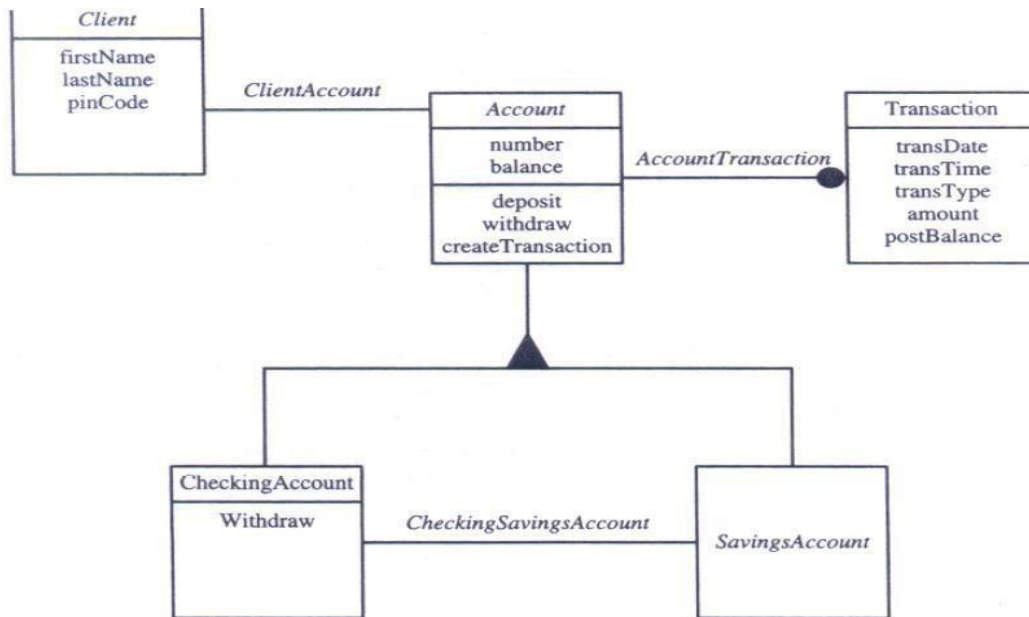 Client
firstName
lastName
pinCode
ClientAccount
Account
number
balance
deposit
withdraw
createTransaction
AccountTransaction
Transaction
transDate
transTime
transType
amount
postBalance
CheckingAccount
Withdraw
CheckingSavingsAccount
SavingsAccount